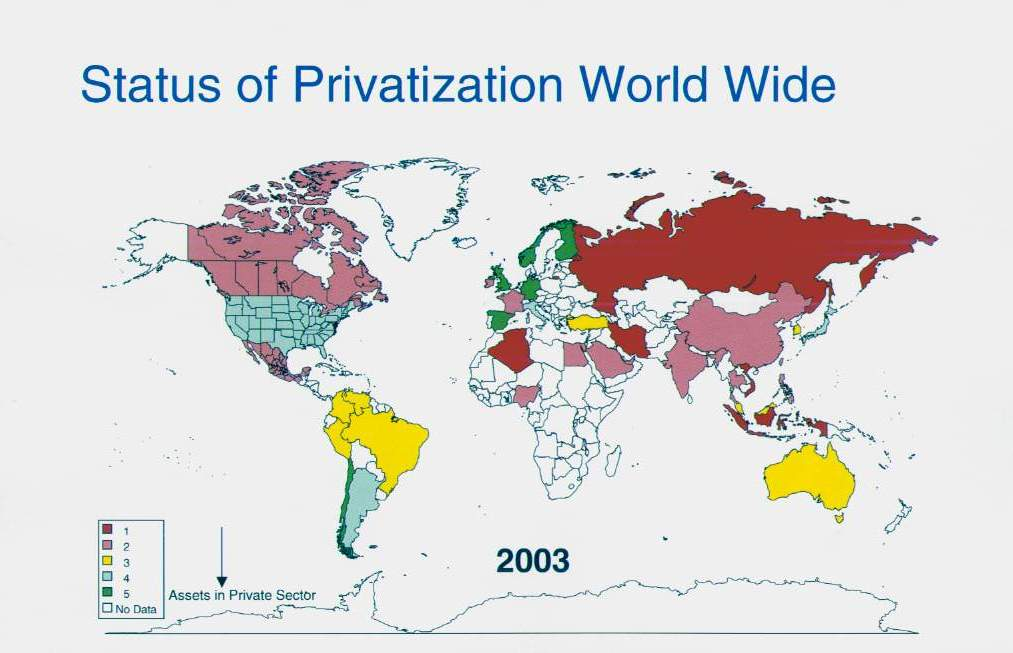 Status of Privatization World Wide
2003
1
2
3
4
5
No Data
Assets in Private Sector